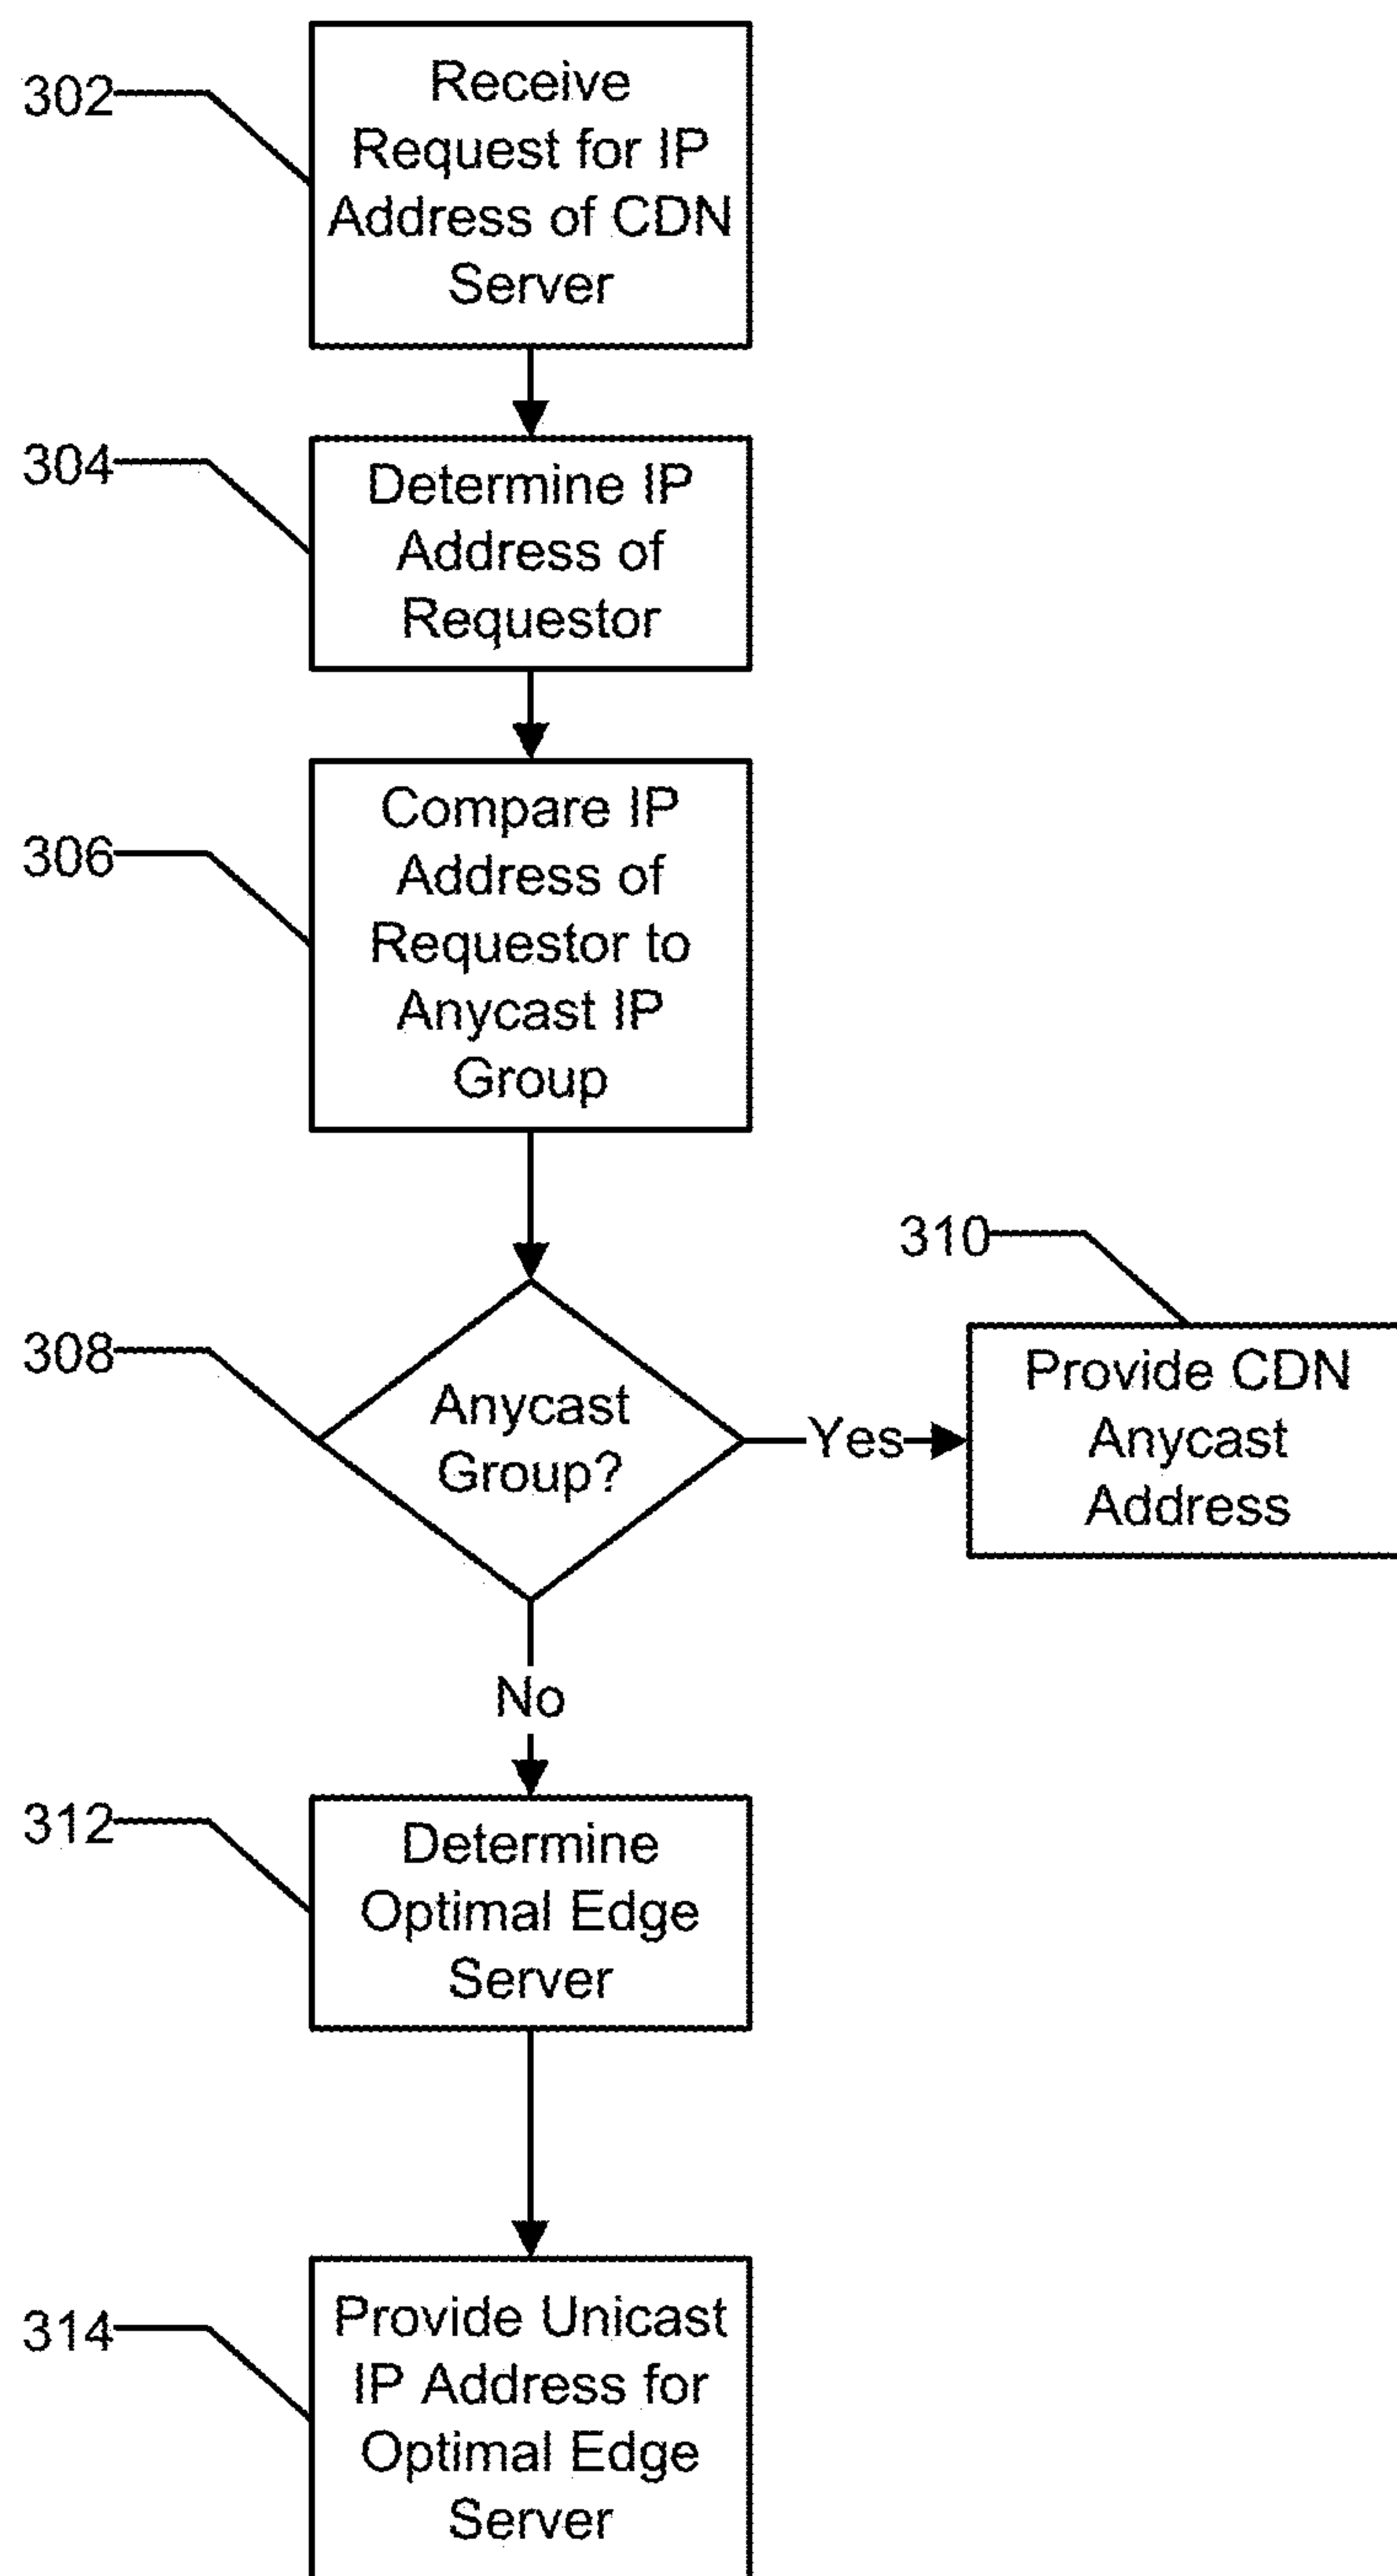 302
Receive
Request for IP
Address of CDN
Server
304
Determine IP
Address of
Requestor
306
Compare IP
Address of
Requestor to
Anycast IP
Group
308
Anycast
Group?
Yes
310
Provide CDN
Anycast
Address
No
312
Determine
Optimal Edge
Server
314
Provide Unicast
IP Address for
Optimal Edge
Server